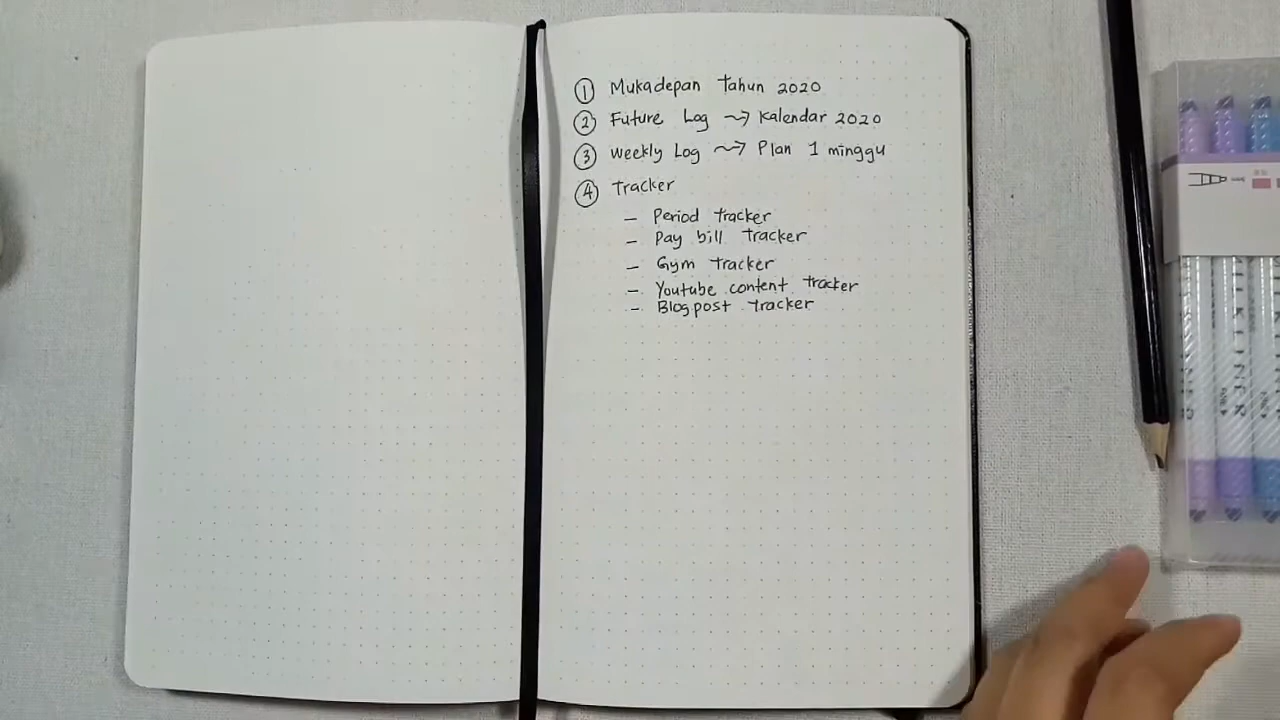 ① Mukadepan tahun 2020
② Future Log ⤳ Kalendar 2020
③ Weekly Log ⤳ Plan 1 minggu
④ Tracker
– Period tracker
– Pay bill tracker
– Gym tracker
– Youtube content tracker
– Blogpost tracker